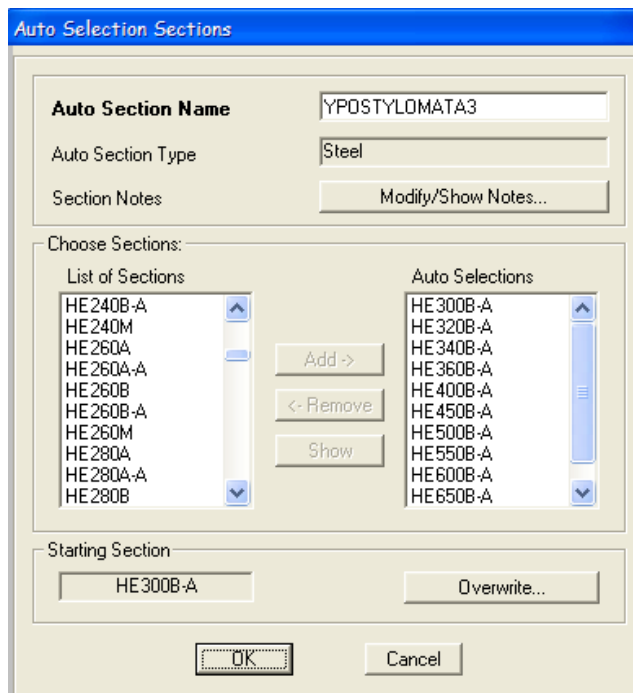 Auto Selection Sections
Auto Section Name YPOSTYLOMATA3
Auto Section Type Steel
Section Notes Modify/Show Notes...
Choose Sections:
List of Sections Auto Selections
HE240B-A HE300B-A
HE240M HE320B-A
HE260A HE340B-A
HE260A-A Add -> HE360B-A
HE260B HE400B-A
HE260B-A <- Remove HE450B-A
HE260M HE500B-A
HE280A Show HE550B-A
HE280A-A HE600B-A
HE280B HE650B-A
Starting Section
HE300B-A Overwrite...
OK Cancel